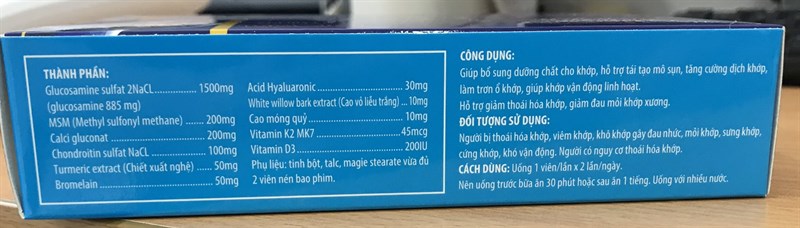 THÀNH PHẦN:
Glucosamine sulfat 2NaCL................ 1500mg
(glucosamine 885 mg)
MSM (Methyl sulfonyl methane) ....... 200mg
Calci gluconat ................................ 200mg
Chondroitin sulfat NaCL ................. 100mg
Turmeric extract (Chiết xuất nghệ) ..... 50mg
Bromelain ...................................... 50mg
Acid Hyaluaronic ........................... 30mg
White willow bark extract (Cao vỏ liễu trắng) ... 10mg
Cao móng quỷ ............................... 10mg
Vitamin K2 MK7 ........................... 45mcg
Vitamin D3 ................................... 200IU
Phụ liệu: tinh bột, talc, magie stearate vừa đủ
2 viên nén bao phim.
CÔNG DỤNG:
Giúp bổ sung dưỡng chất cho khớp, hỗ trợ tái tạo mô sụn, tăng cường dịch khớp,
làm trơn ổ khớp, giúp khớp vận động linh hoạt.
Hỗ trợ giảm thoái hóa khớp, giảm đau mỏi khớp xương.
ĐỐI TƯỢNG SỬ DỤNG:
Người bị thoái hóa khớp, viêm khớp, khô khớp gây đau nhức, mỏi khớp, sưng khớp,
cứng khớp, khó vận động. Người có nguy cơ thoái hóa khớp.
CÁCH DÙNG: Uống 1 viên/lần x 2 lần/ngày.
Nên uống trước bữa ăn 30 phút hoặc sau ăn 1 tiếng. Uống với nhiều nước.